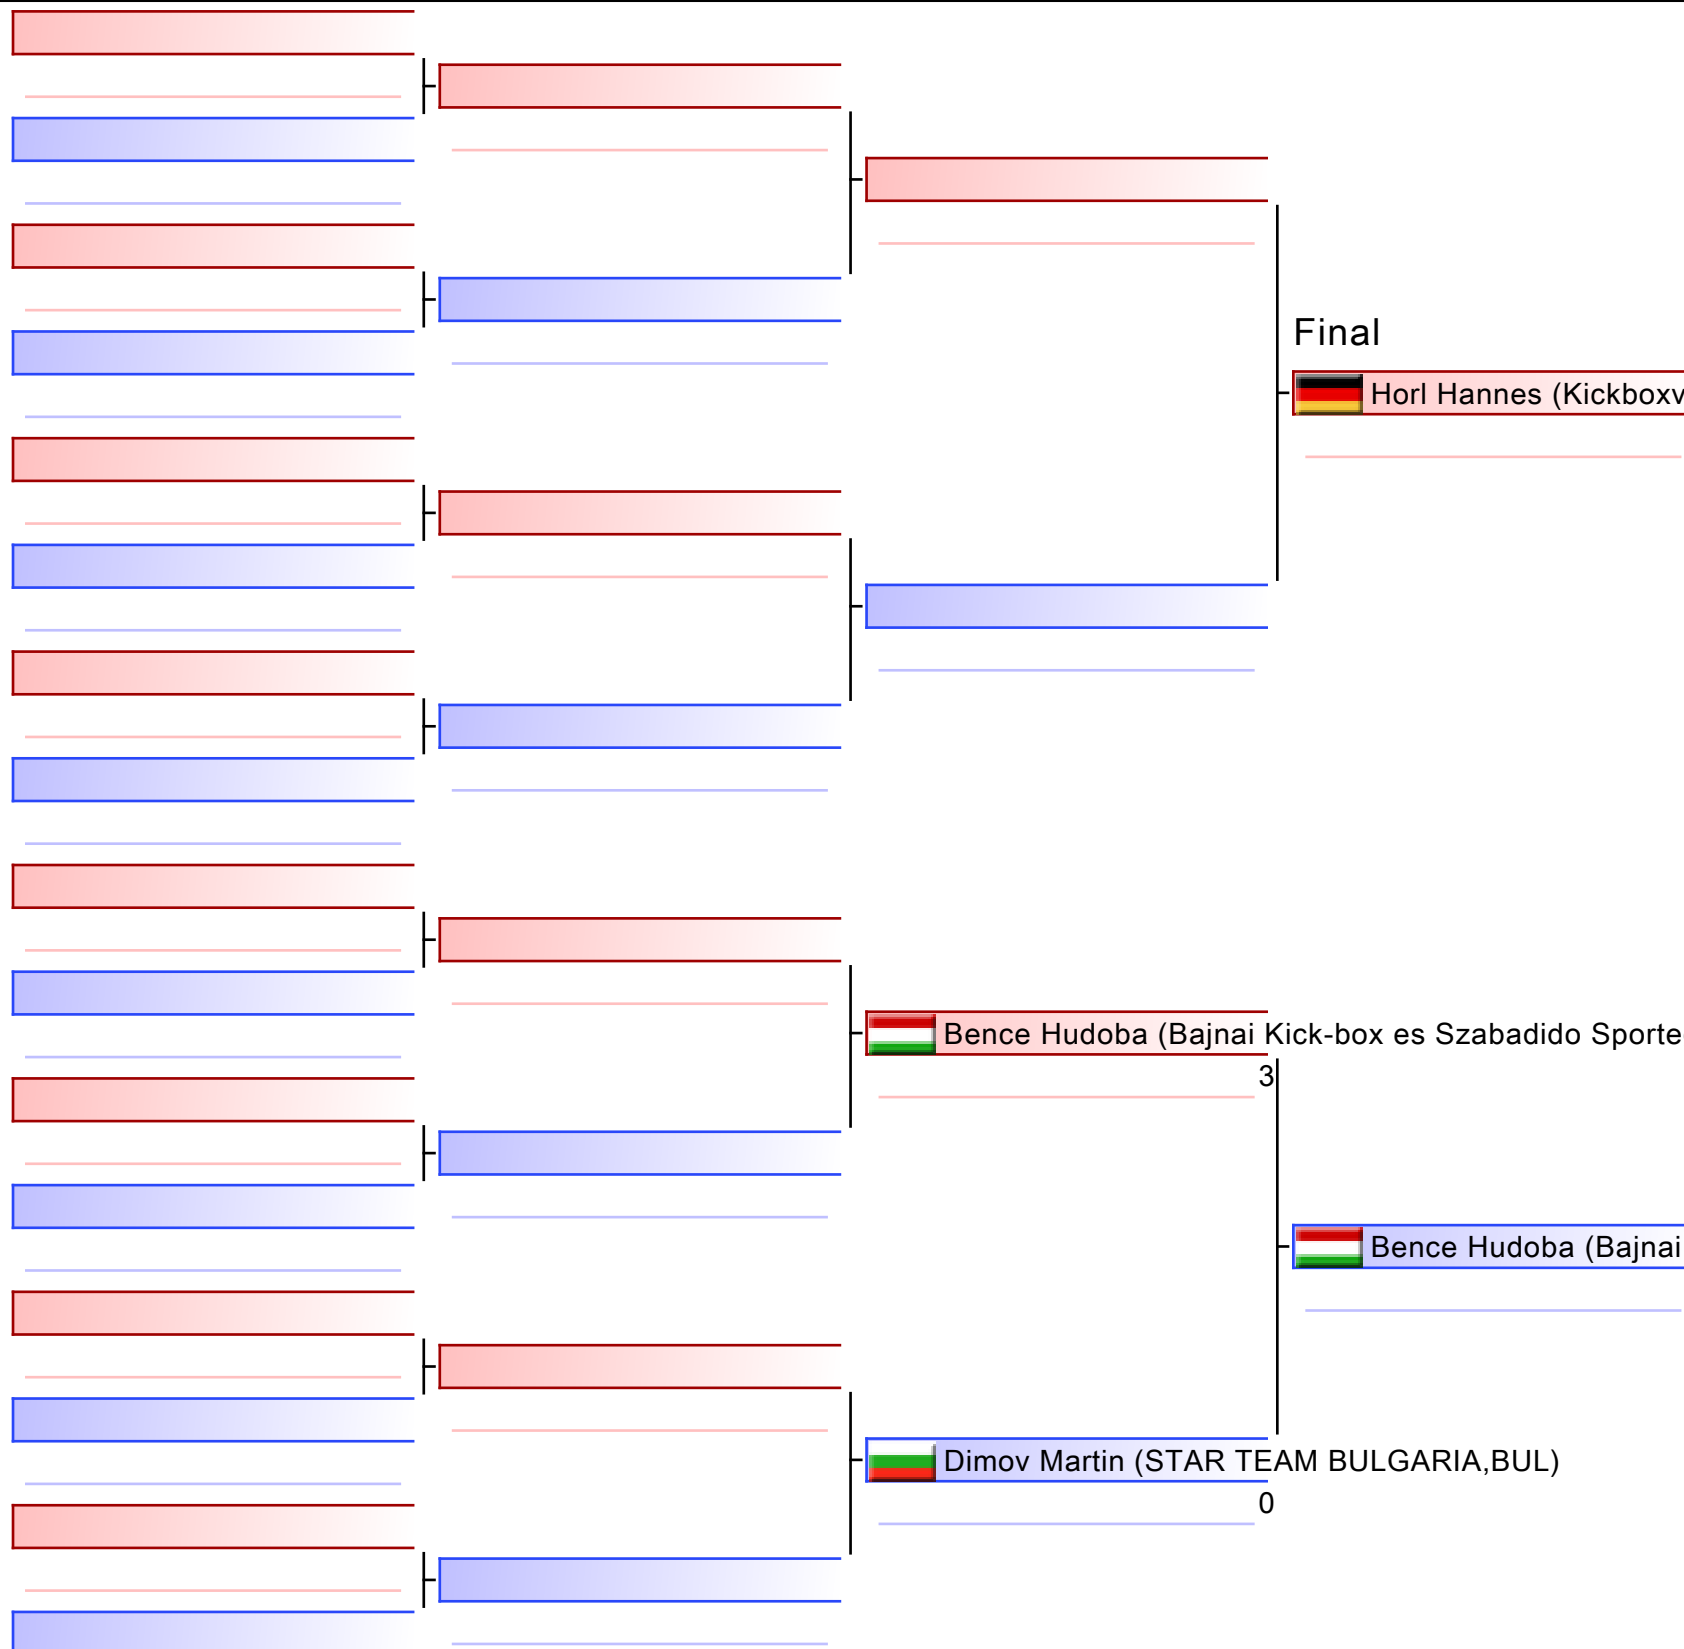 Final
Horl Hannes (Kickboxv
Bence Hudoba (Bajnai Kick-box es Szabadido Sporte
3
Bence Hudoba (Bajnai
Dimov Martin (STAR TEAM BULGARIA,BUL)
0